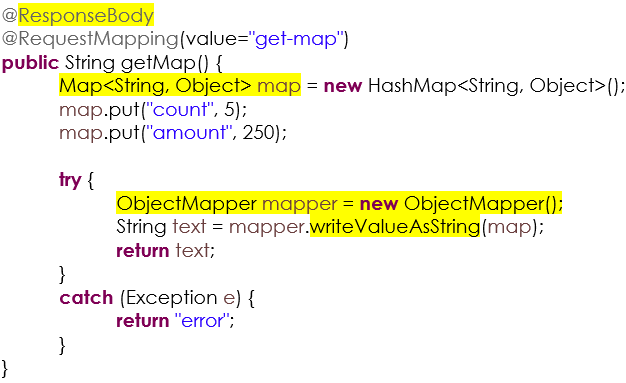 @ResponseBody
@RequestMapping(value="get-map")
public String getMap() {
Map<String, Object> map = new HashMap<String, Object>();
map.put("count", 5);
map.put("amount", 250);
try {
ObjectMapper mapper = new ObjectMapper();
String text = mapper.writeValueAsString(map);
return text;
}
catch (Exception e) {
return "error";
}
}